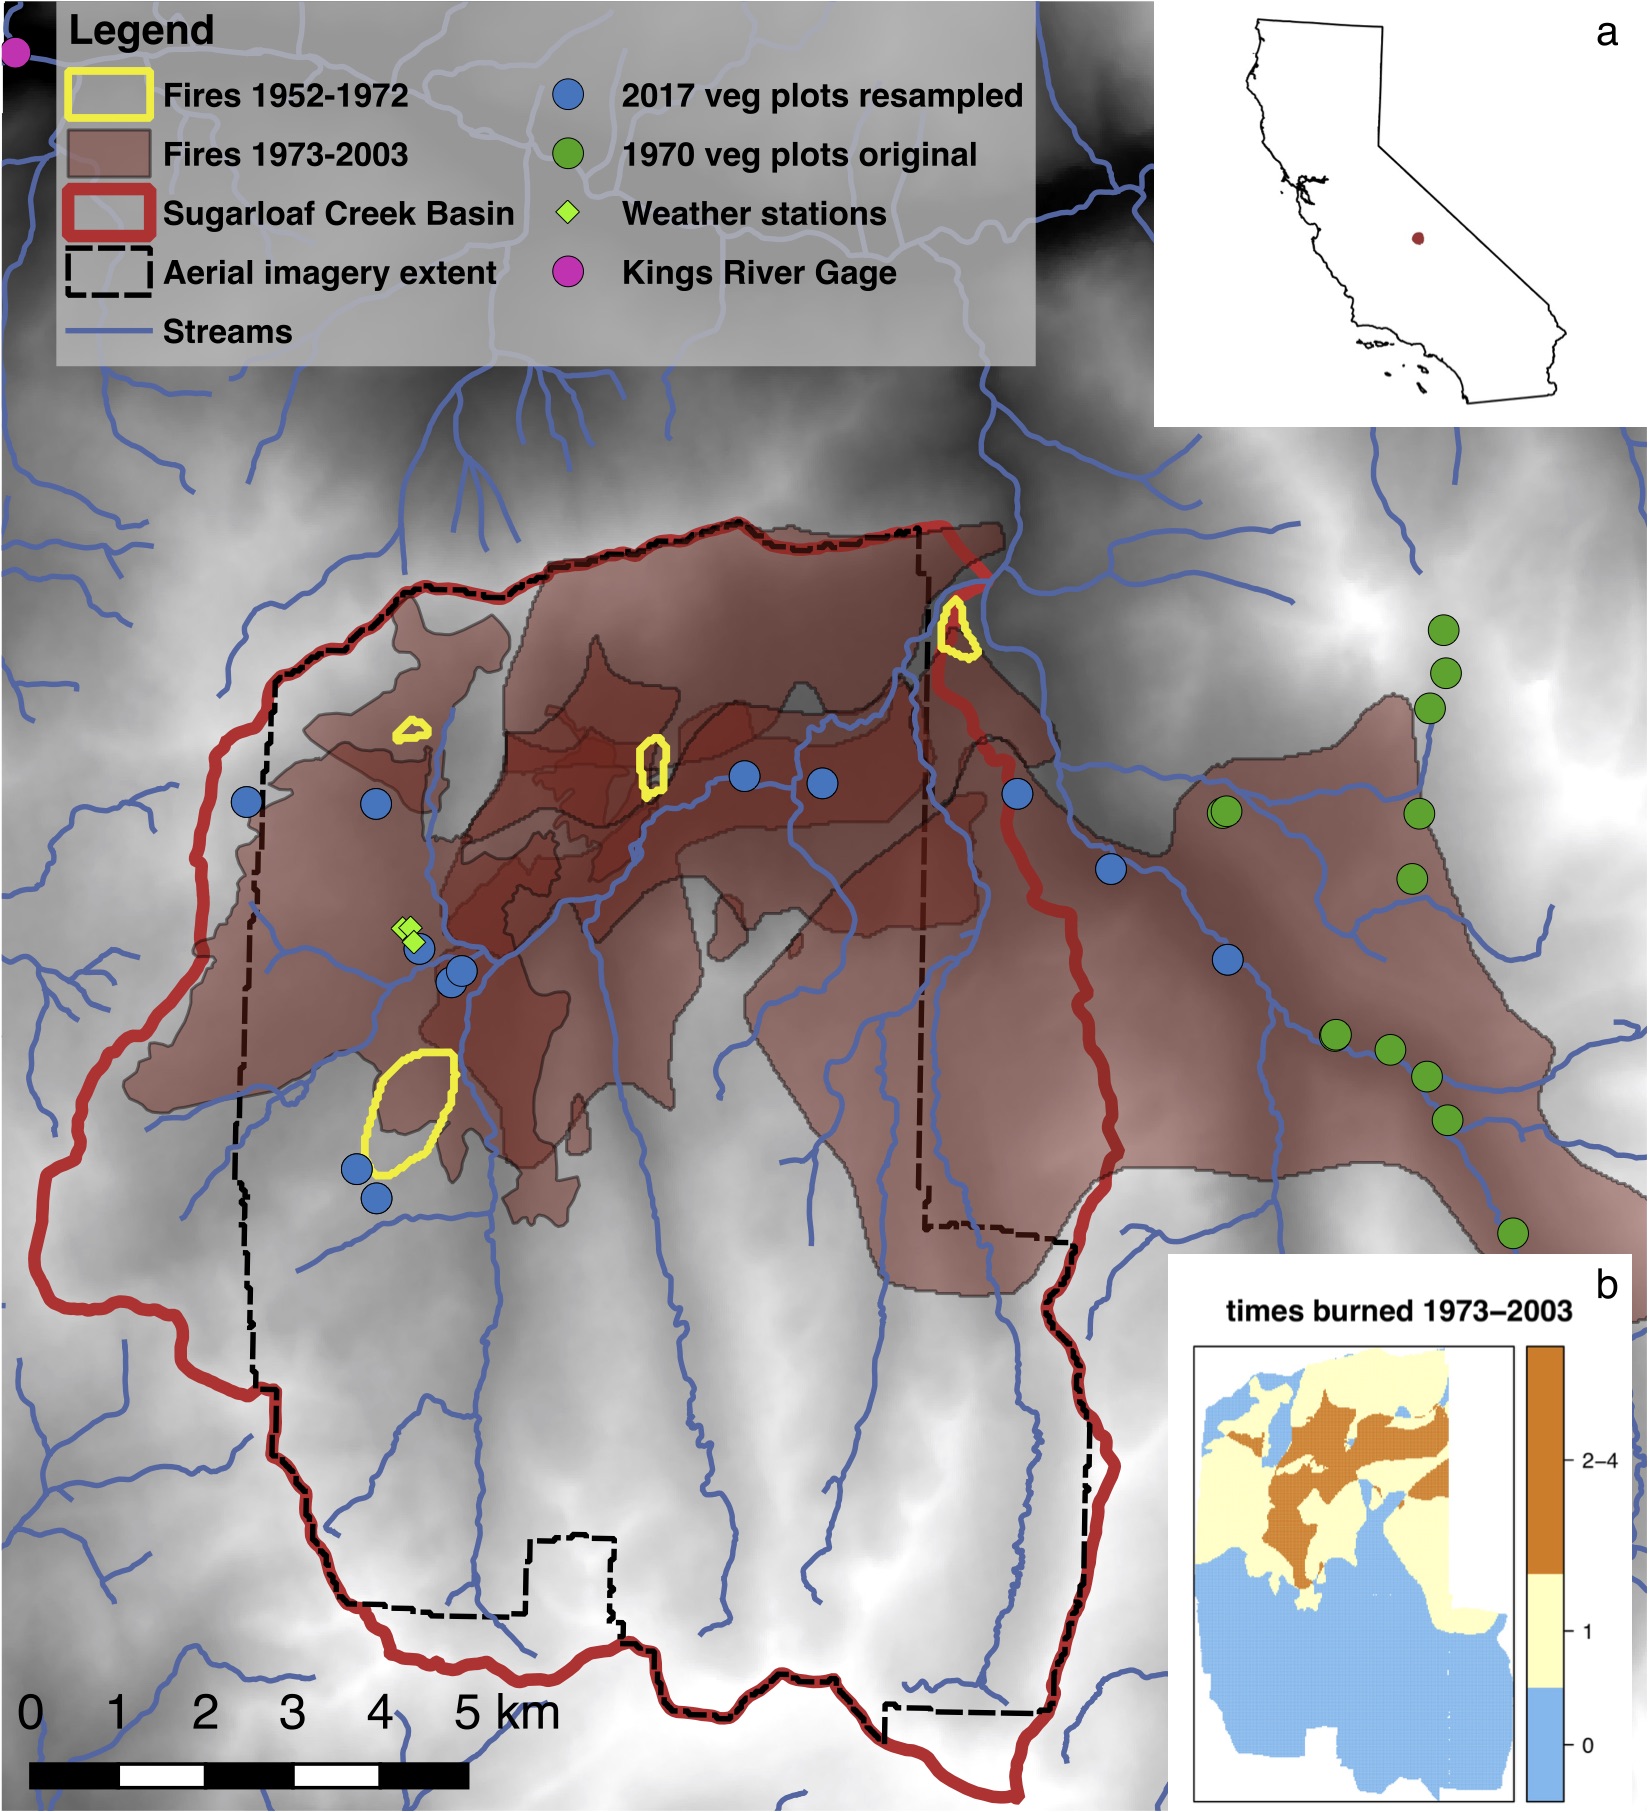 Legend
Fires 1952-1972
Fires 1973-2003
Sugarloaf Creek Basin
Aerial imagery extent
Streams
2017 veg plots resampled
1970 veg plots original
Weather stations
Kings River Gage
a
0 1 2 3 4 5 km
b
times burned 1973–2003
2–4
1
0